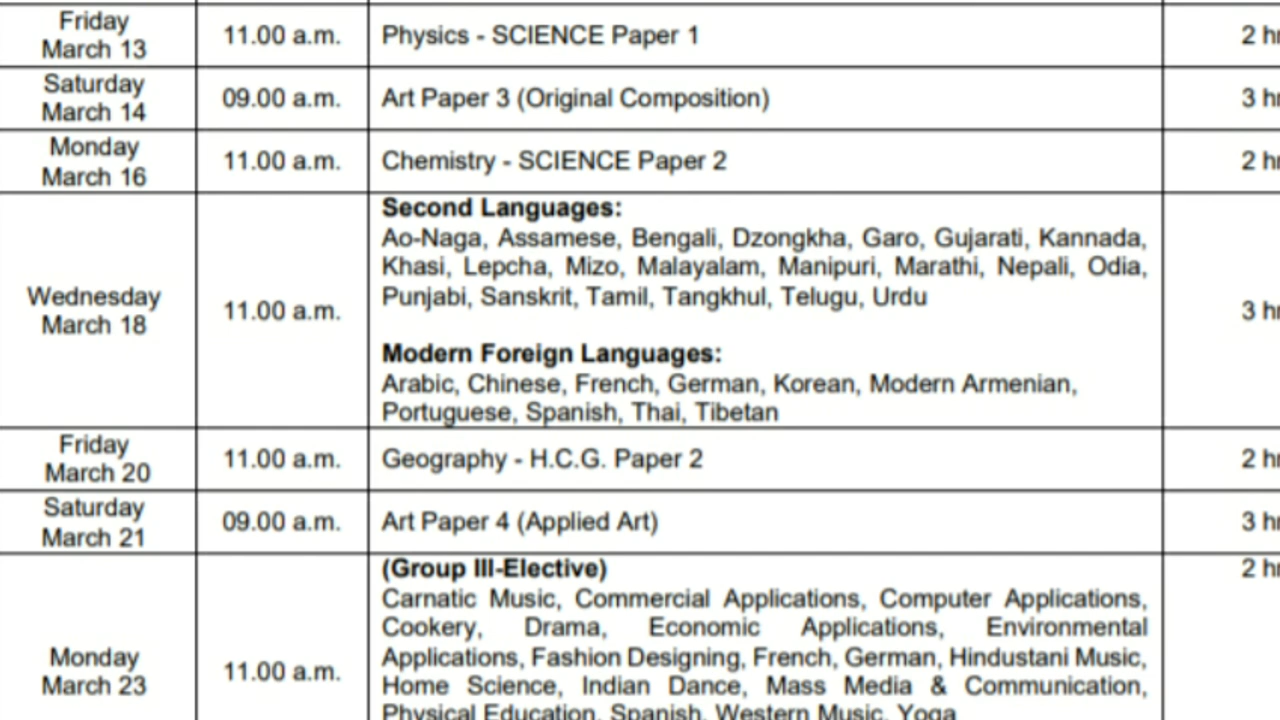 Friday
March 13
11.00 a.m.
Physics - SCIENCE Paper 1
2 hr
Saturday
March 14
09.00 a.m.
Art Paper 3 (Original Composition)
3 hr
Monday
March 16
11.00 a.m.
Chemistry - SCIENCE Paper 2
2 hr
Wednesday
March 18
11.00 a.m.
Second Languages:
Ao-Naga, Assamese, Bengali, Dzongkha, Garo, Gujarati, Kannada,
Khasi, Lepcha, Mizo, Malayalam, Manipuri, Marathi, Nepali, Odia,
Punjabi, Sanskrit, Tamil, Tangkhul, Telugu, Urdu
Modern Foreign Languages:
Arabic, Chinese, French, German, Korean, Modern Armenian,
Portuguese, Spanish, Thai, Tibetan
3 hr
Friday
March 20
11.00 a.m.
Geography - H.C.G. Paper 2
2 hr
Saturday
March 21
09.00 a.m.
Art Paper 4 (Applied Art)
3 hr
Monday
March 23
11.00 a.m.
(Group III-Elective)
Carnatic Music, Commercial Applications, Computer Applications,
Cookery, Drama, Economic Applications, Environmental
Applications, Fashion Designing, French, German, Hindustani Music,
Home Science, Indian Dance, Mass Media & Communication,
Physical Education, Spanish, Western Music, Yoga
2 hr